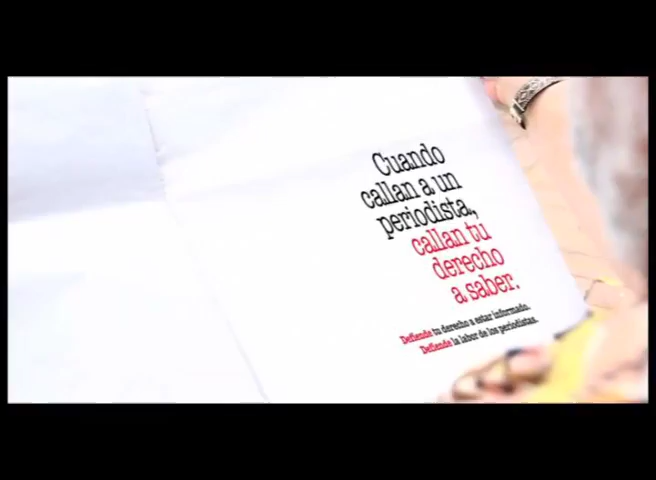 Cuando
callan a un
periodista,
callan tu
derecho
a saber.
Defiende tu derecho a estar informado.
Defiende la labor de los periodistas.